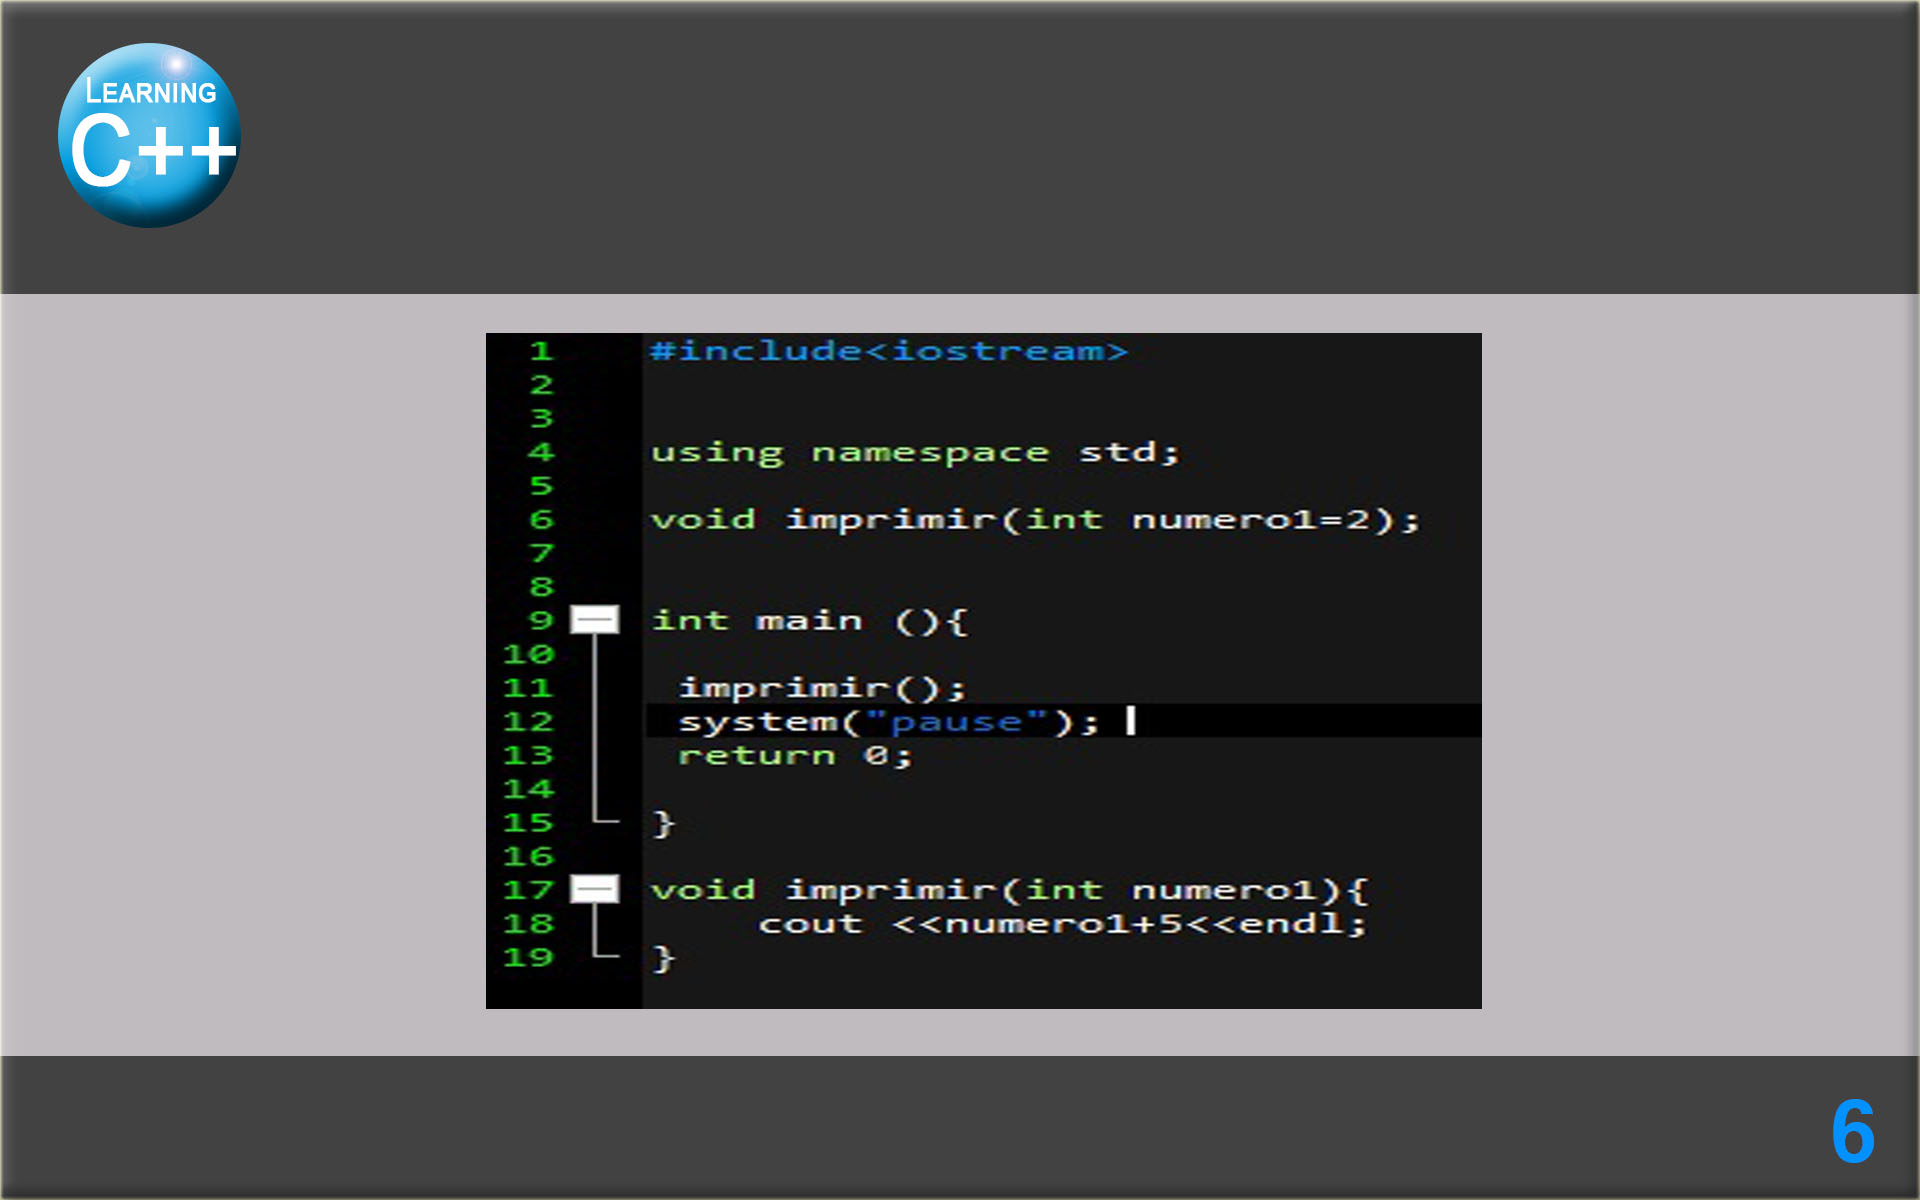 LEARNING
C++
1 #include<iostream>
2
3
4 using namespace std;
5
6 void imprimir(int numero1=2);
7
8
9 int main (){
10
11 imprimir();
12 system("pause");
13 return 0;
14
15 }
16
17 void imprimir(int numero1){
18 cout <<numero1+5<<endl;
19 }
6